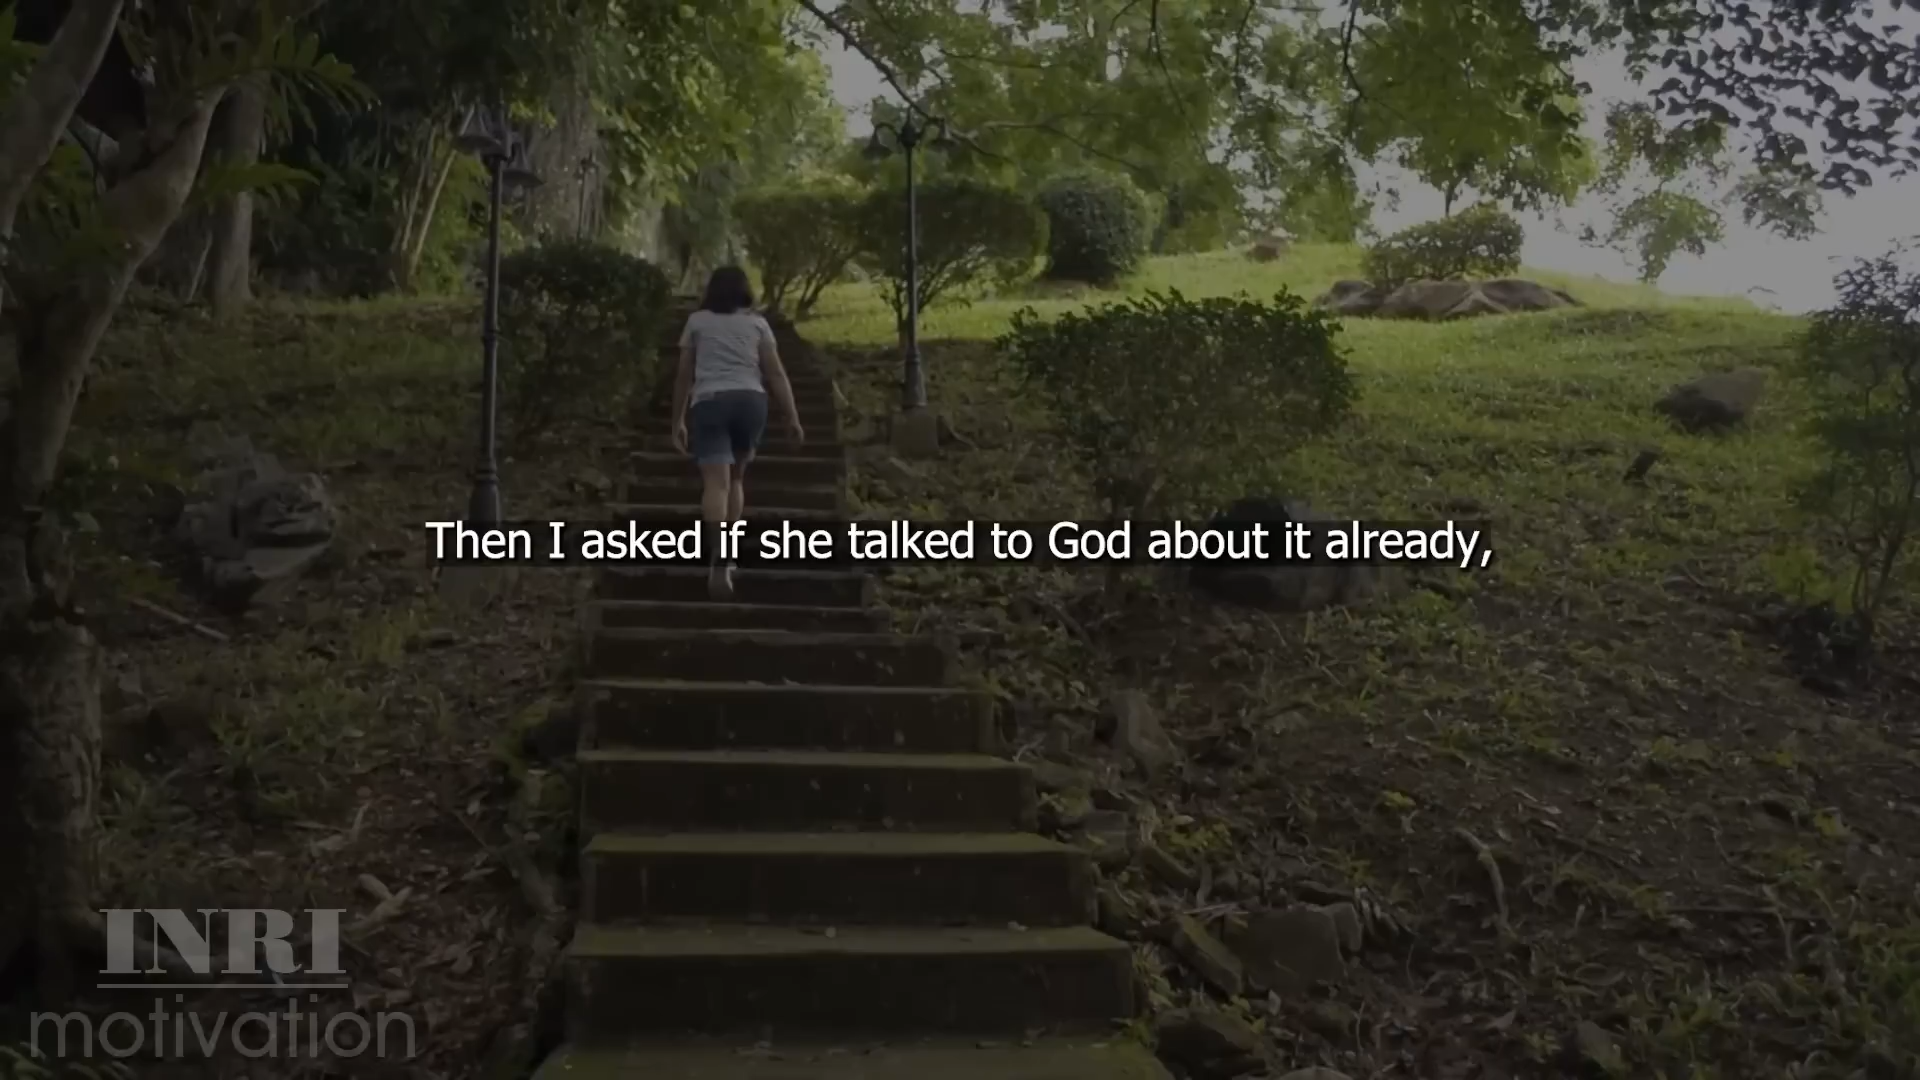 Then I asked if she talked to God about it already,
INRI
motivation